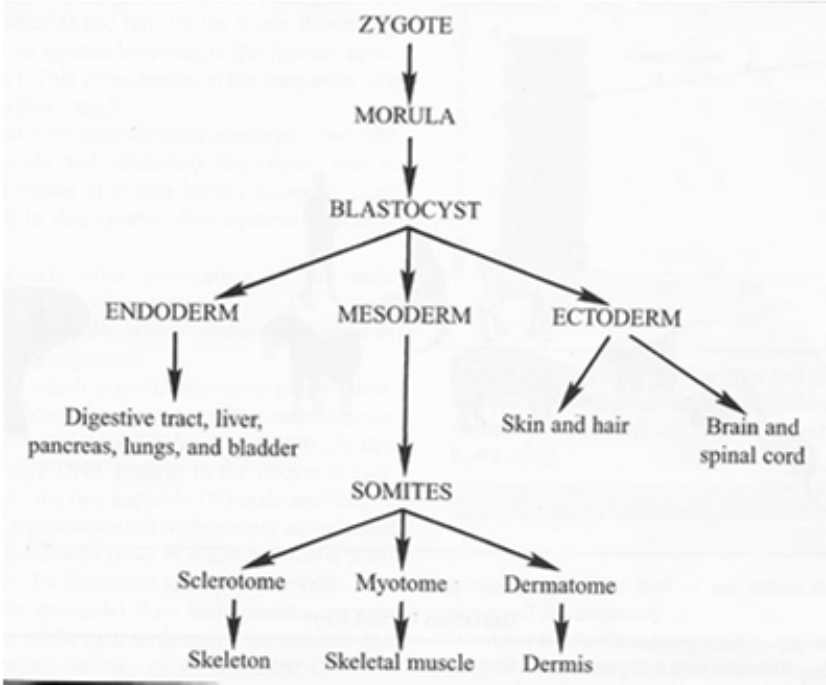 ZYGOTE
MORULA
BLASTOCYST
ENDODERM
MESODERM
ECTODERM
Digestive tract, liver,
pancreas, lungs, and bladder
Skin and hair
Brain and
spinal cord
SOMITES
Sclerotome
Myotome
Dermatome
Skeleton
Skeletal muscle
Dermis